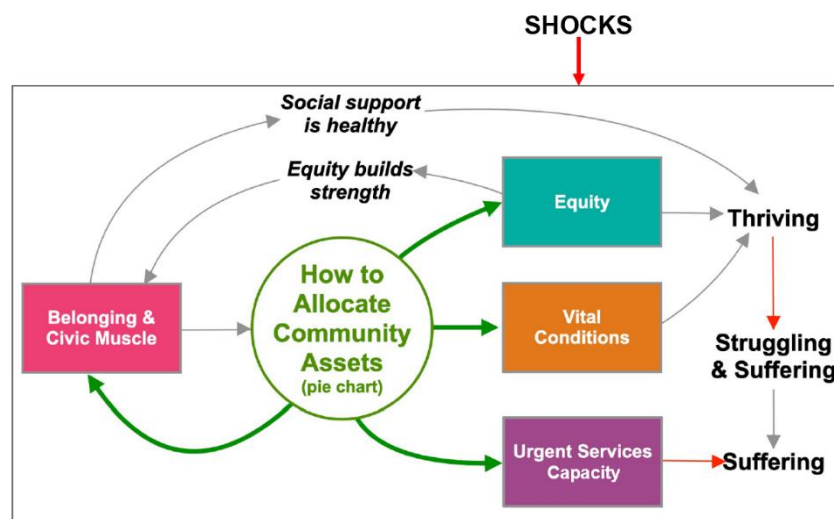 SHOCKS
Social support
is healthy
Equity builds
strength
Equity
Thriving
How to
Allocate
Community
Assets
(pie chart)
Belonging &
Civic Muscle
Vital
Conditions
Struggling
& Suffering
Urgent Services
Capacity
Suffering